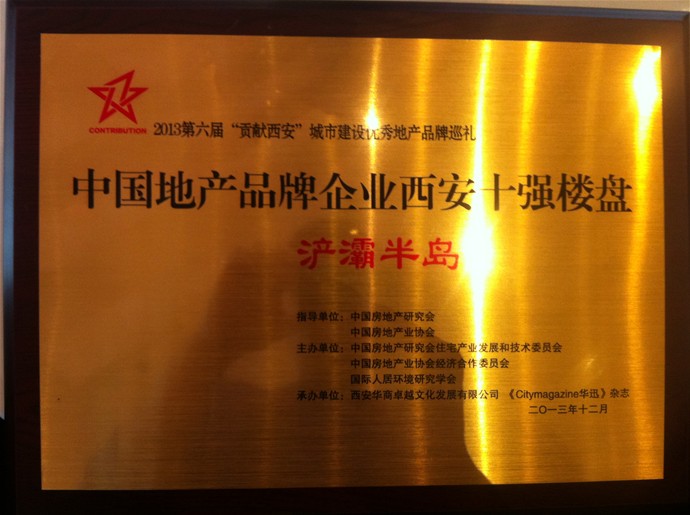 CONTRIBUTION
2013第六届“贡献西安”城市建设优秀地产品牌巡礼
中国地产品牌企业西安十强楼盘
浐灞半岛
指导单位：中国房地产研究会
中国房地产业协会
主办单位：中国房地产研究会住宅产业发展和技术委员会
中国房地产业协会经济合作委员会
国际人居环境研究学会
承办单位：西安华商卓越文化发展有限公司 《Citymagazine华迅》杂志
二〇一三年十二月